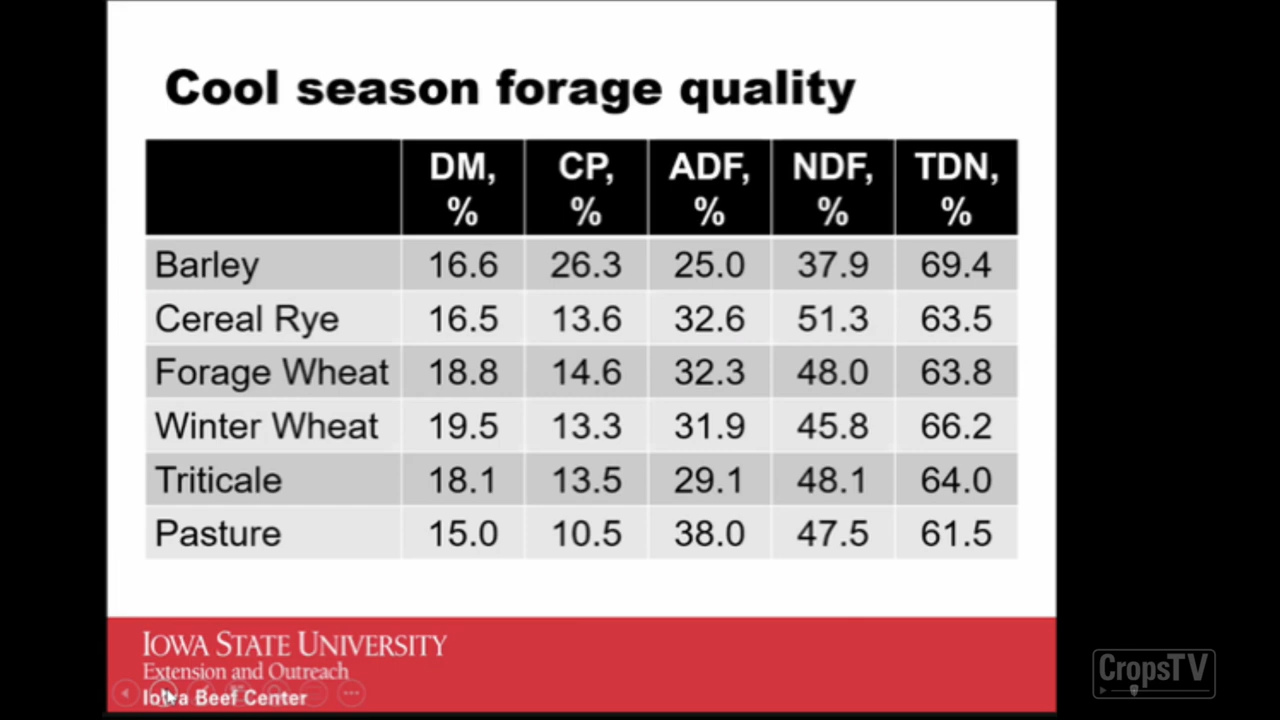 Cool season forage quality
DM, % CP, % ADF, % NDF, % TDN, %
Barley 16.6 26.3 25.0 37.9 69.4
Cereal Rye 16.5 13.6 32.6 51.3 63.5
Forage Wheat 18.8 14.6 32.3 48.0 63.8
Winter Wheat 19.5 13.3 31.9 45.8 66.2
Triticale 18.1 13.5 29.1 48.1 64.0
Pasture 15.0 10.5 38.0 47.5 61.5
IOWA STATE UNIVERSITY
Extension and Outreach
Iowa Beef Center
CropsTV